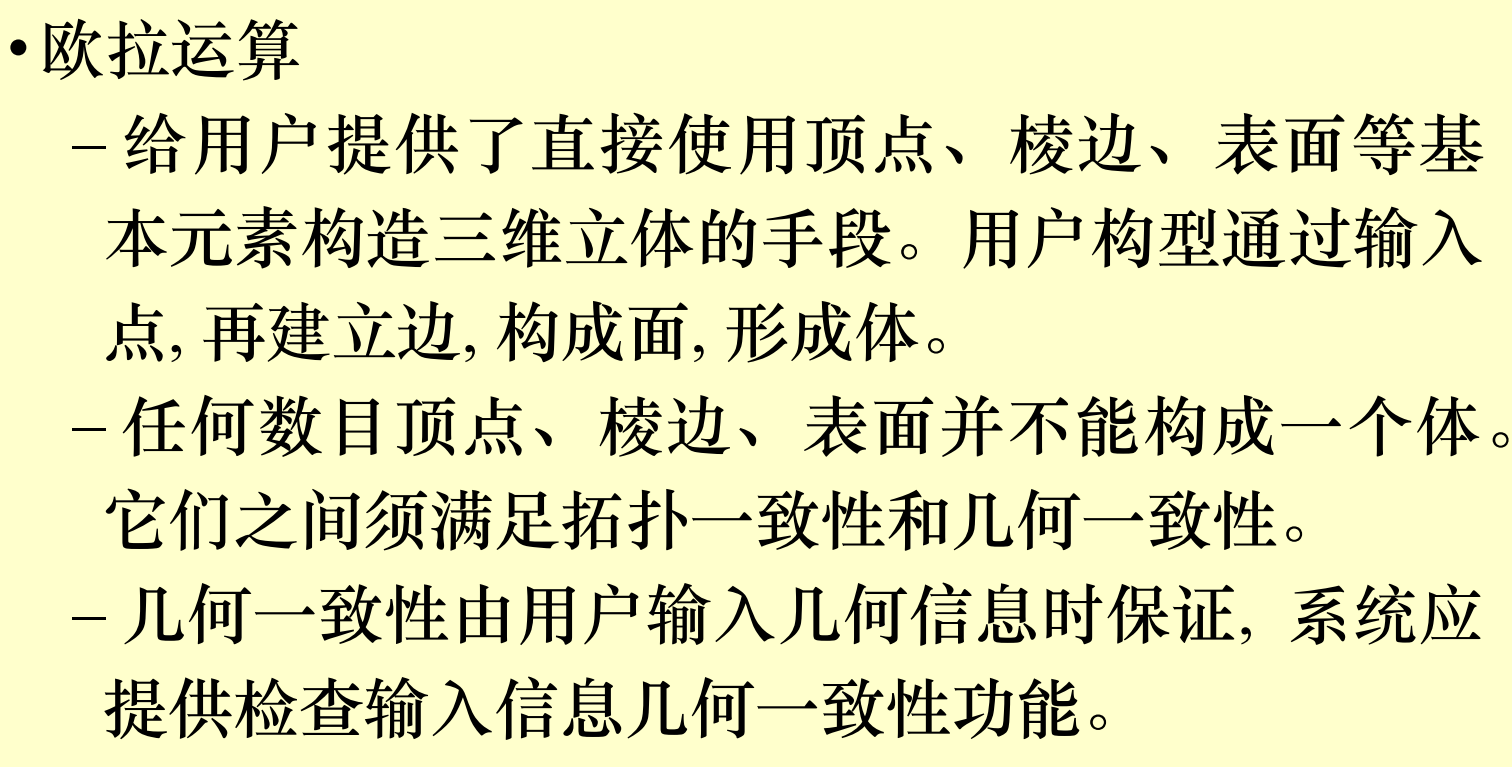 •欧拉运算
– 给用户提供了直接使用顶点、棱边、表面等基
本元素构造三维立体的手段。用户构型通过输入
点, 再建立边, 构成面, 形成体。
– 任何数目顶点、棱边、表面并不能构成一个体。
它们之间须满足拓扑一致性和几何一致性。
– 几何一致性由用户输入几何信息时保证, 系统应
提供检查输入信息几何一致性功能。